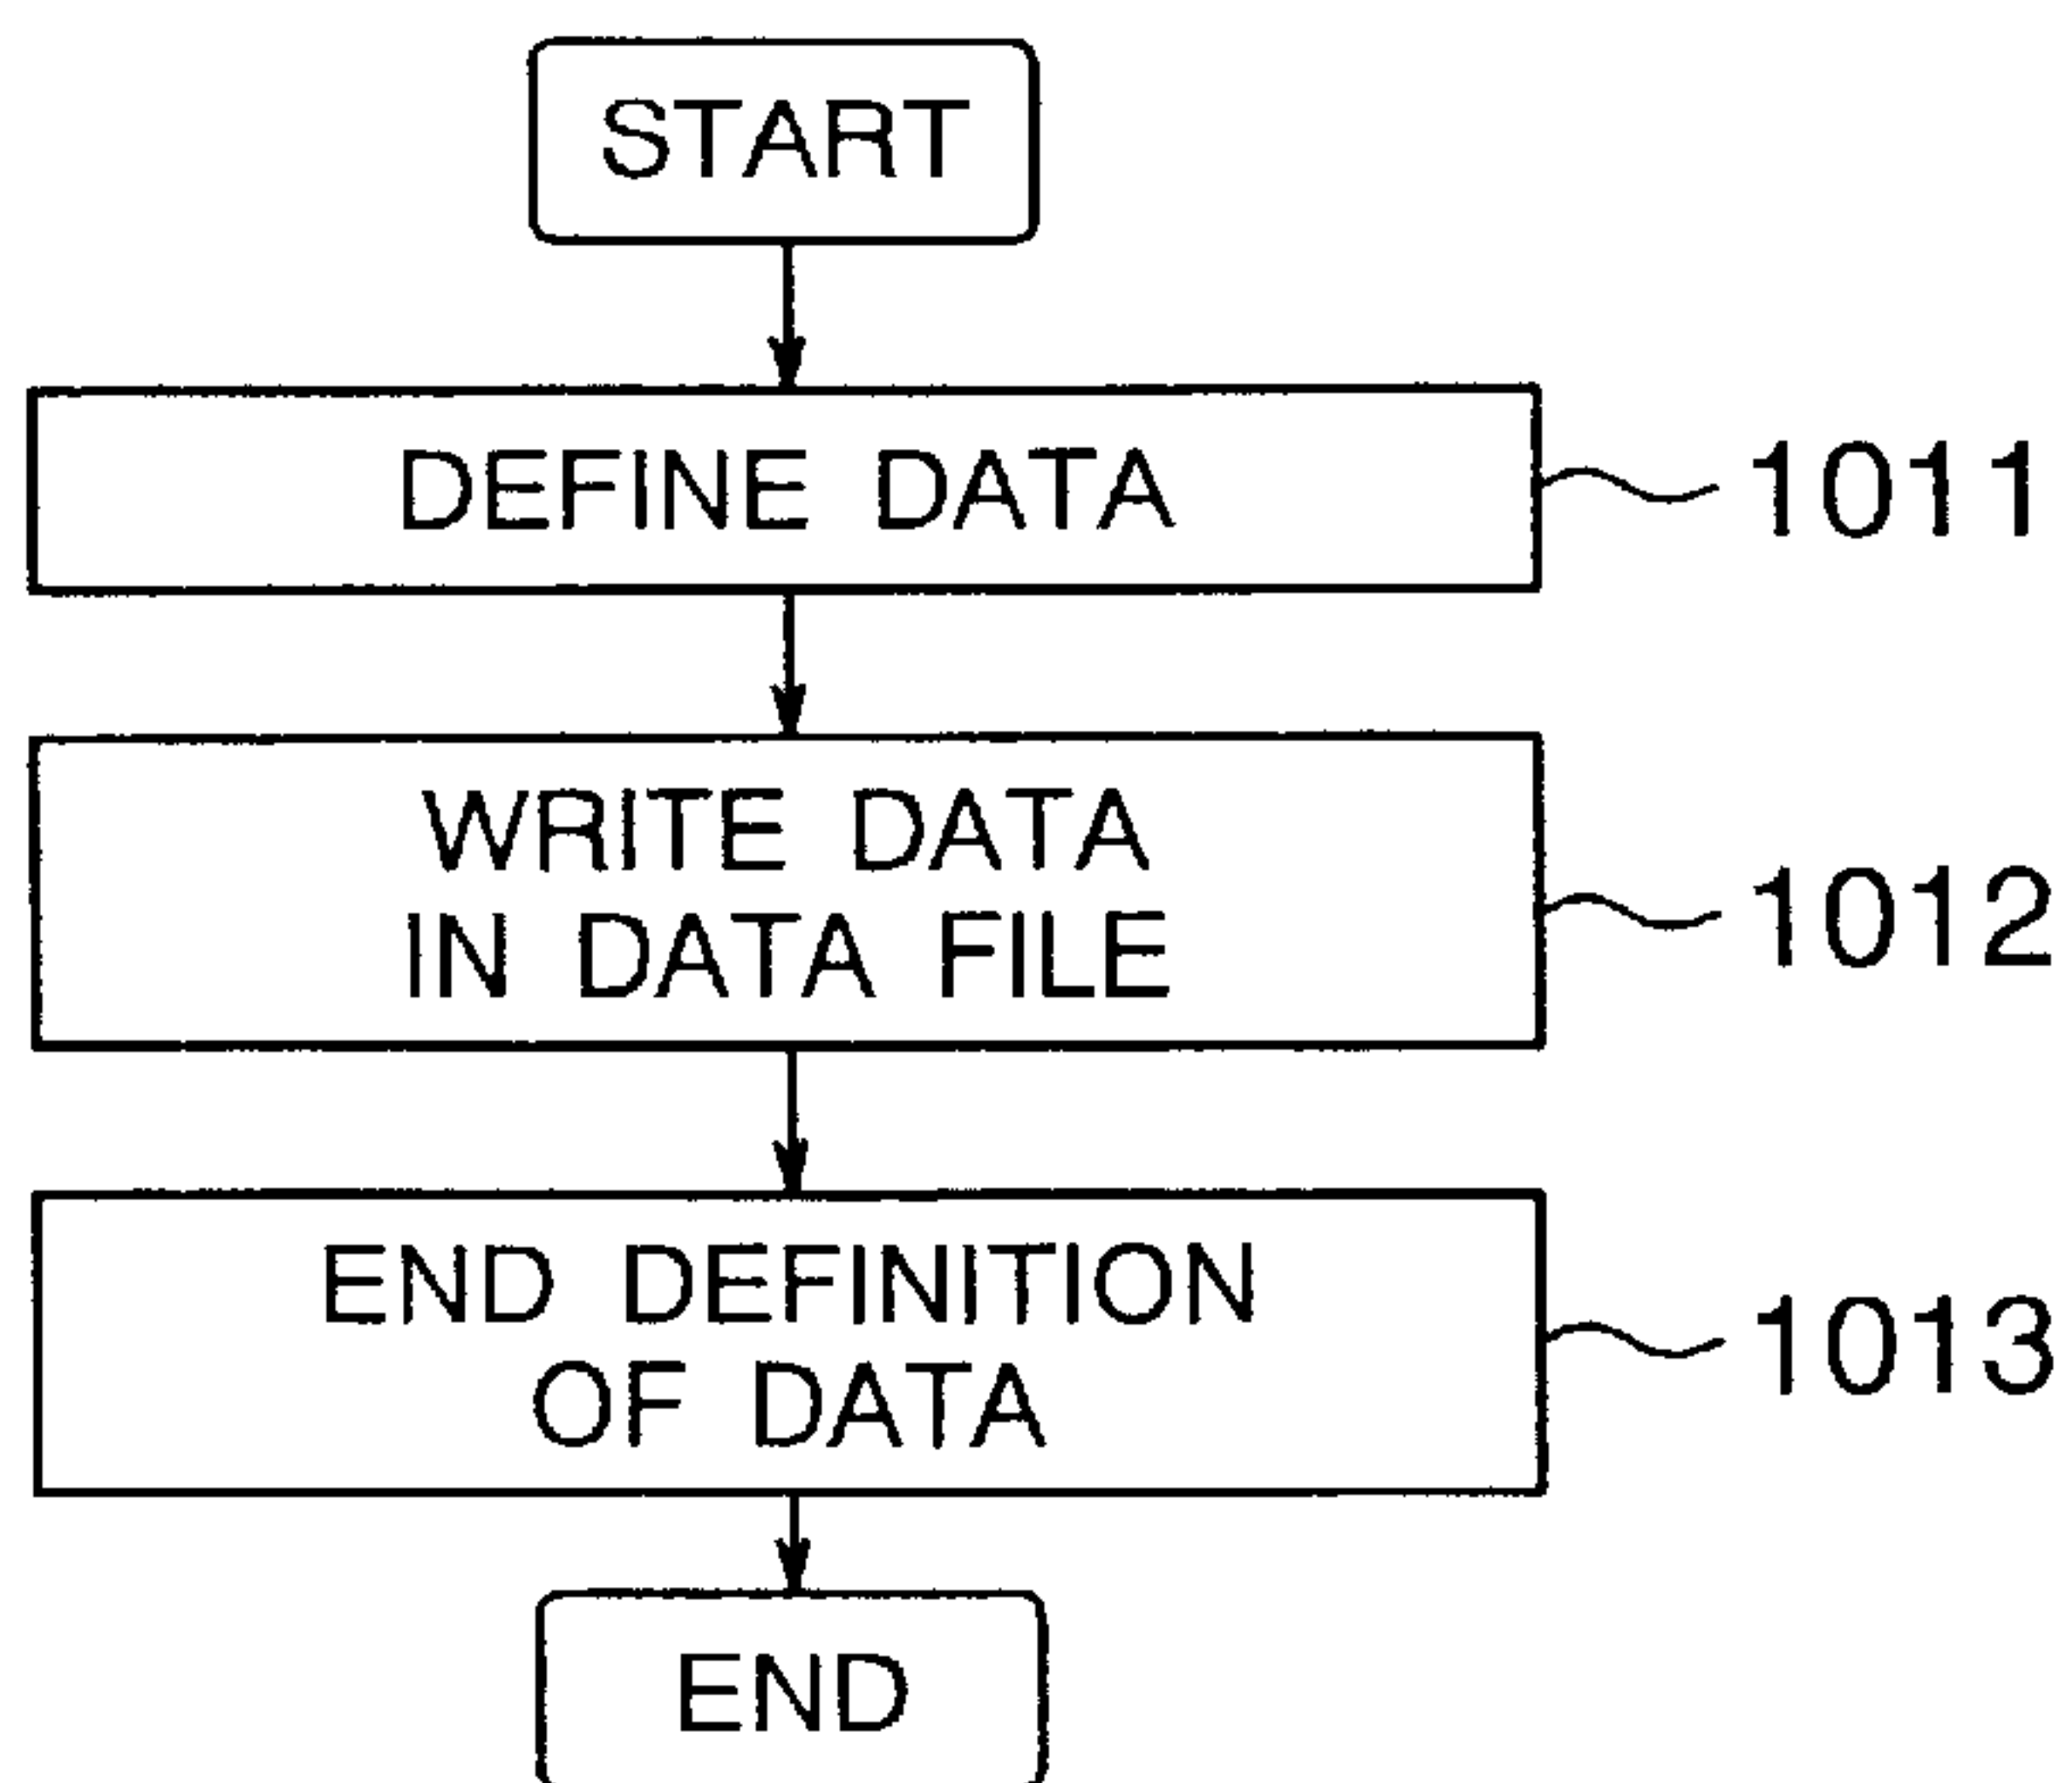 START
DEFINE DATA
1011
WRITE DATA
IN DATA FILE
1012
END DEFINITION
OF DATA
1013
END